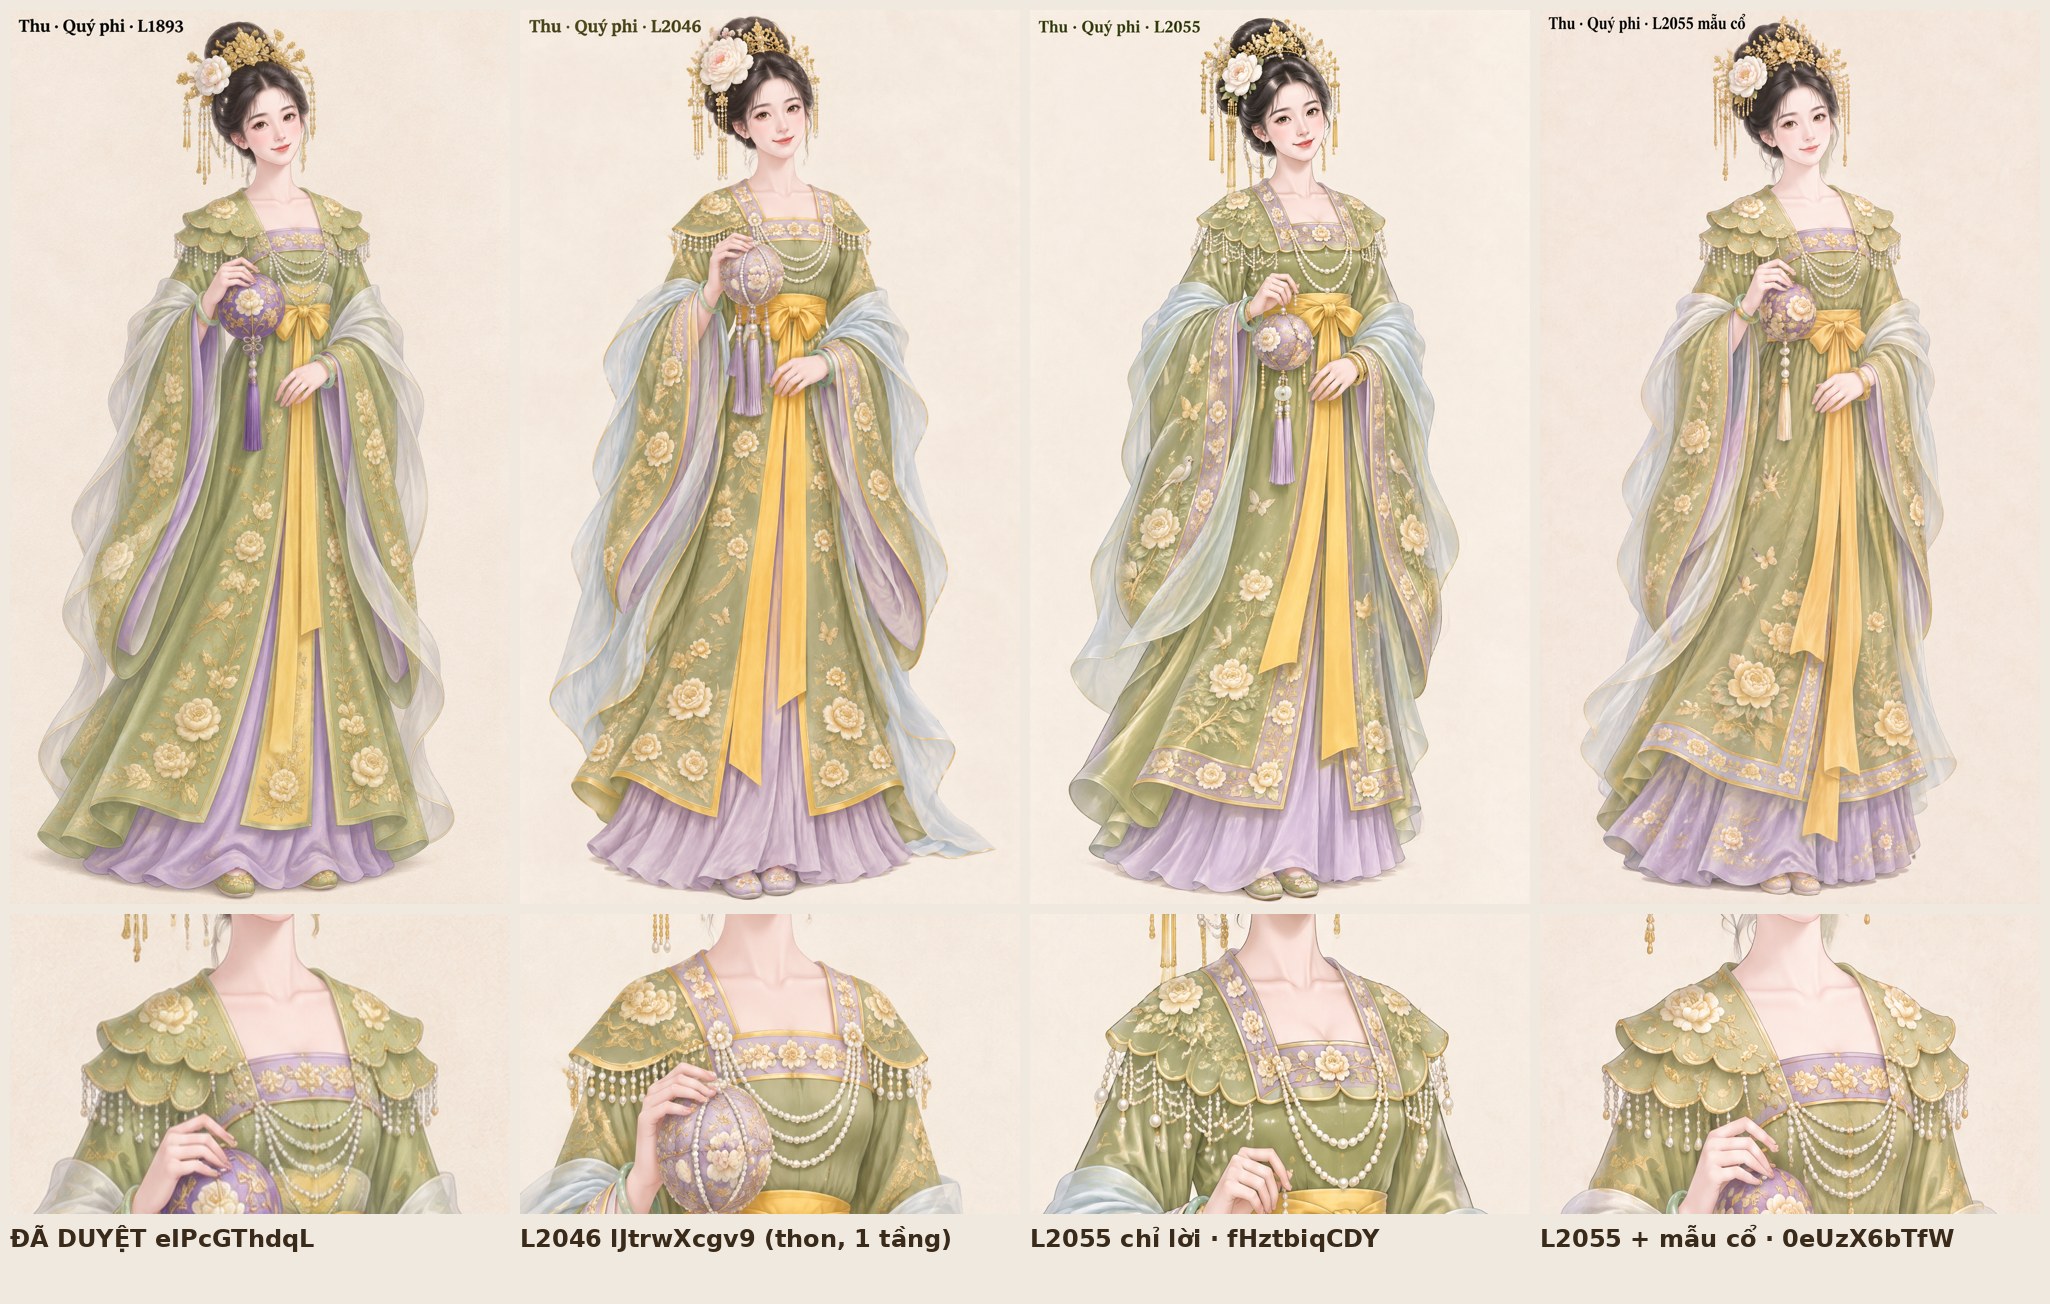 Thu · Quý phi · L1893
Thu · Quý phi · L2046
Thu · Quý phi · L2055
Thu · Quý phi · L2055 mẫu cổ
ĐÃ DUYỆT eIPcGThdqL
L2046 IJtrwXcgv9 (thon, 1 tầng)
L2055 chỉ lời · fHztbiqCDY
L2055 + mẫu cổ · 0eUzX6bTfW